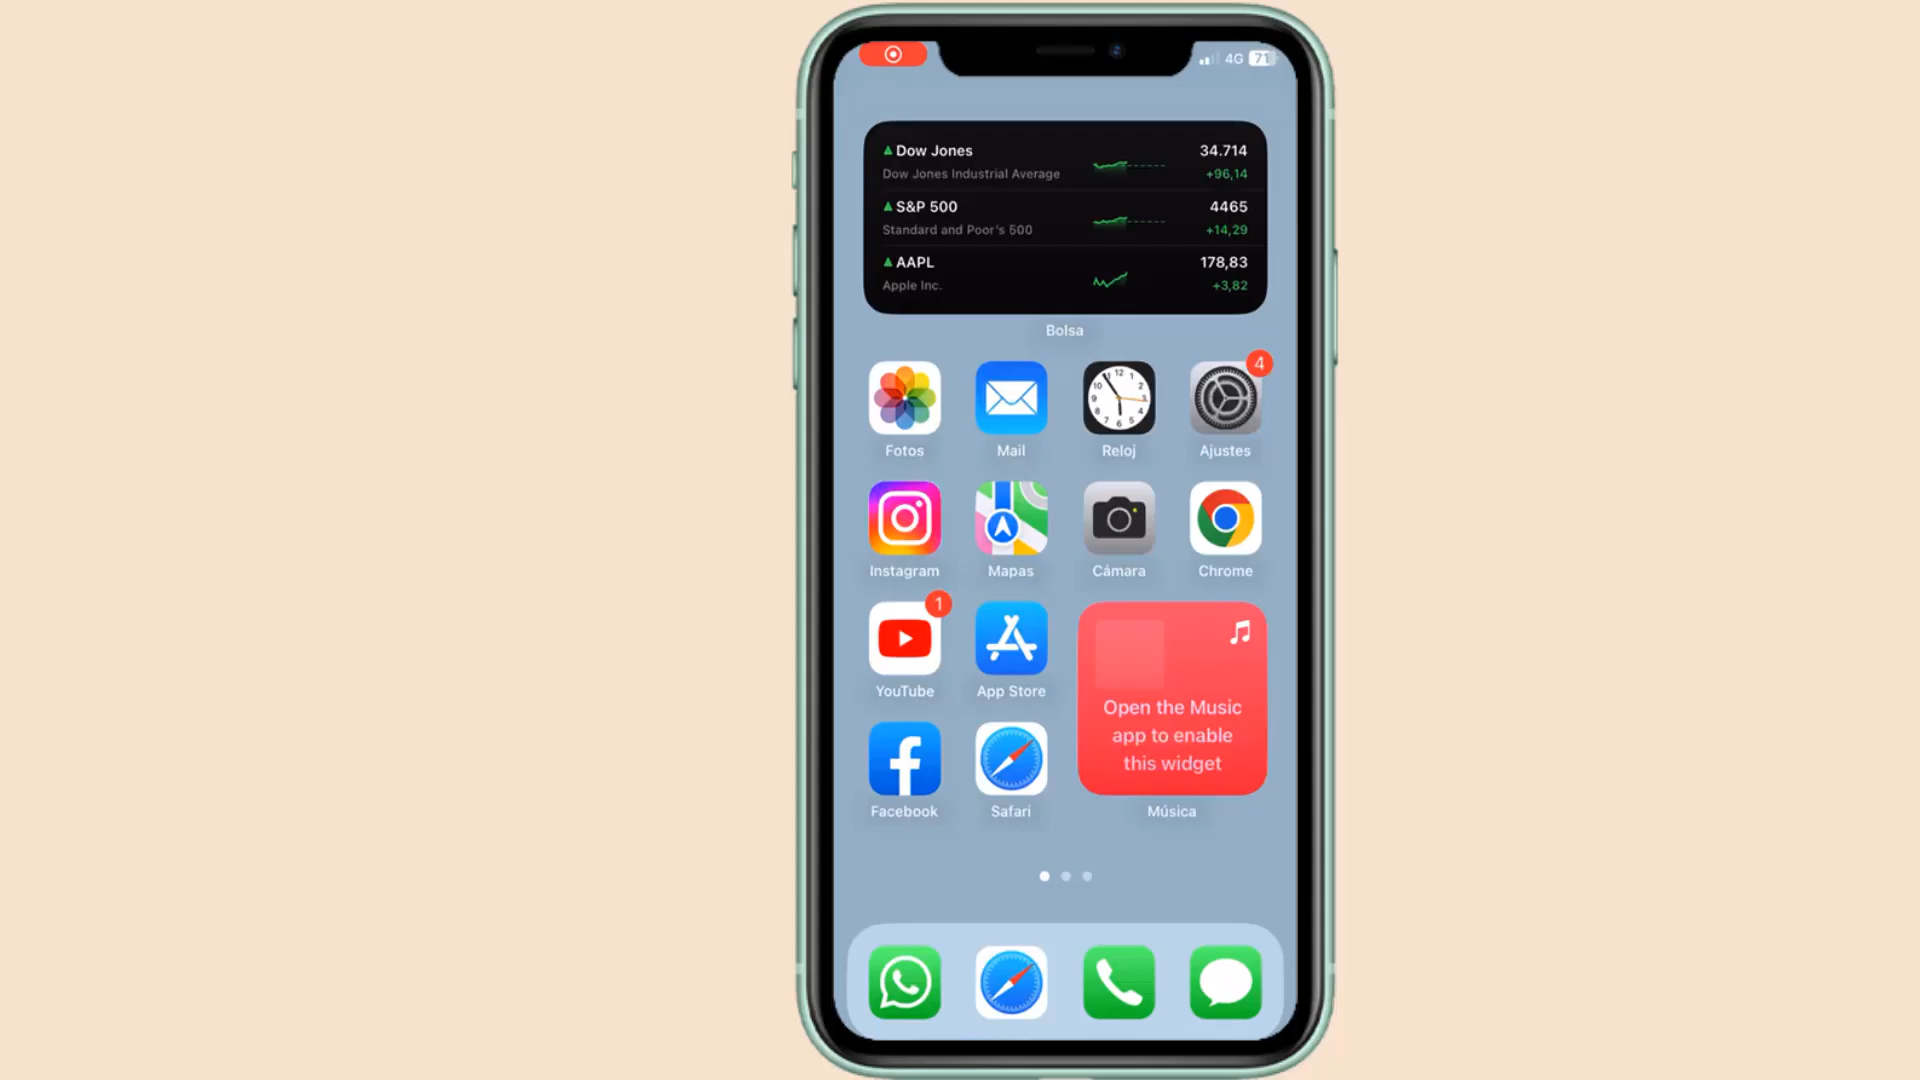 4G 71
Dow Jones 34.714
Dow Jones Industrial Average +96,14
S&P 500 4465
Standard and Poor's 500 +14,29
AAPL 178,83
Apple Inc. +3,82
Bolsa
4
Fotos Mail Reloj Ajustes
Instagram Mapas Cámara Chrome
1
YouTube App Store
Open the Music
app to enable
this widget
Facebook Safari Música